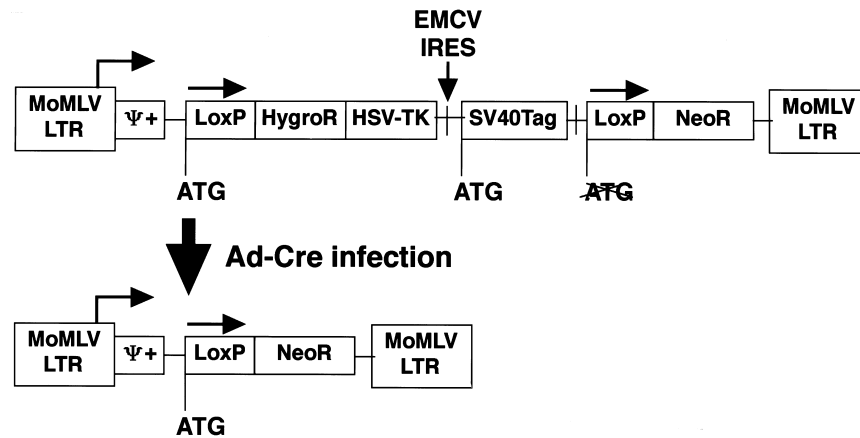 EMCV
IRES
MoMLV
LTR
Ψ+
LoxP
HygroR
HSV-TK
SV40Tag
LoxP
NeoR
MoMLV
LTR
ATG
ATG
ATG
Ad-Cre infection
MoMLV
LTR
Ψ+
LoxP
NeoR
MoMLV
LTR
ATG